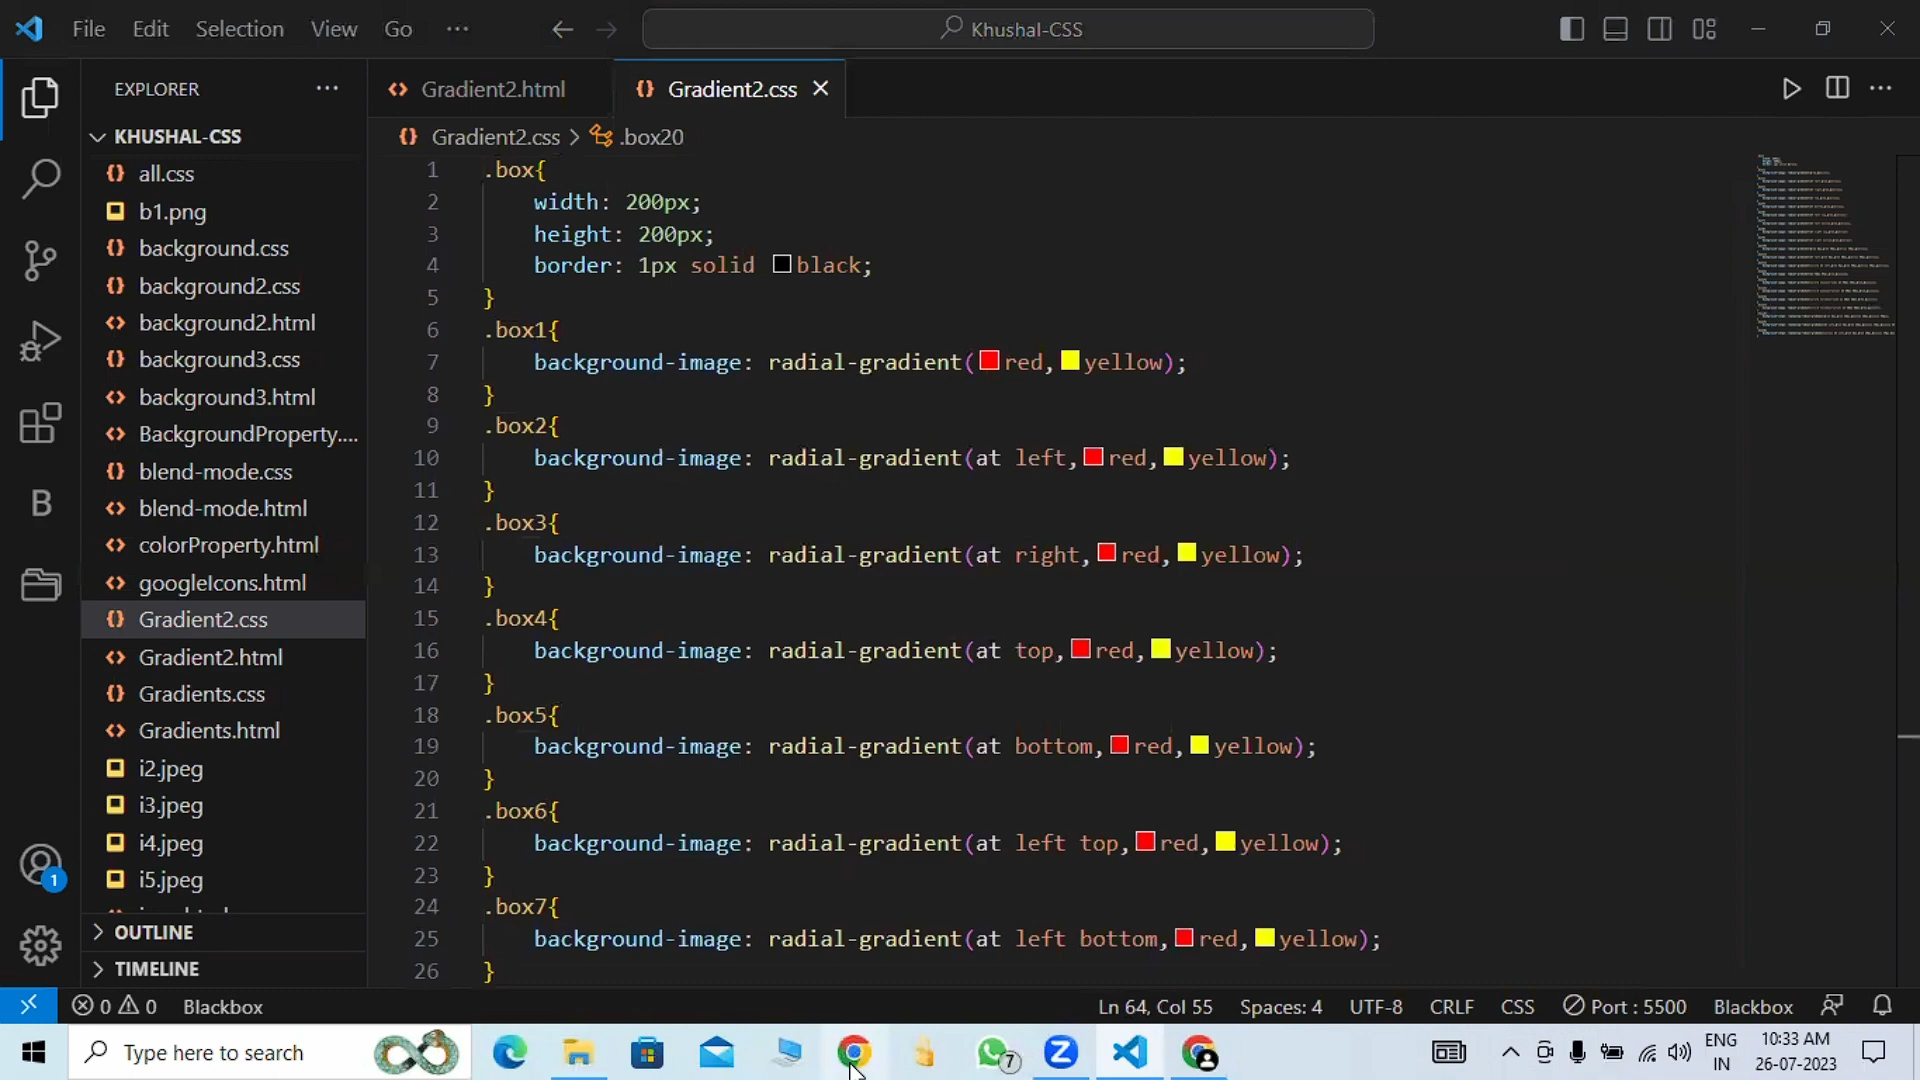 File Edit Selection View Go ··· Khushal-CSS
EXPLORER ···
Gradient2.html Gradient2.css
KHUSHAL-CSS
Gradient2.css > .box20
all.css
b1.png
background.css
background2.css
background2.html
background3.css
background3.html
BackgroundProperty....
blend-mode.css
blend-mode.html
colorProperty.html
googleIcons.html
Gradient2.css
Gradient2.html
Gradients.css
Gradients.html
i2.jpeg
i3.jpeg
i4.jpeg
i5.jpeg
OUTLINE
TIMELINE
B
1
1 .box{
2 width: 200px;
3 height: 200px;
4 border: 1px solid black;
5 }
6 .box1{
7 background-image: radial-gradient(red,yellow);
8 }
9 .box2{
10 background-image: radial-gradient(at left,red,yellow);
11 }
12 .box3{
13 background-image: radial-gradient(at right,red,yellow);
14 }
15 .box4{
16 background-image: radial-gradient(at top,red,yellow);
17 }
18 .box5{
19 background-image: radial-gradient(at bottom,red,yellow);
20 }
21 .box6{
22 background-image: radial-gradient(at left top,red,yellow);
23 }
24 .box7{
25 background-image: radial-gradient(at left bottom,red,yellow);
26 }
0 0 Blackbox Ln 64, Col 55 Spaces: 4 UTF-8 CRLF CSS Port : 5500 Blackbox
Type here to search
7
Z
ENG
IN
10:33 AM
26-07-2023